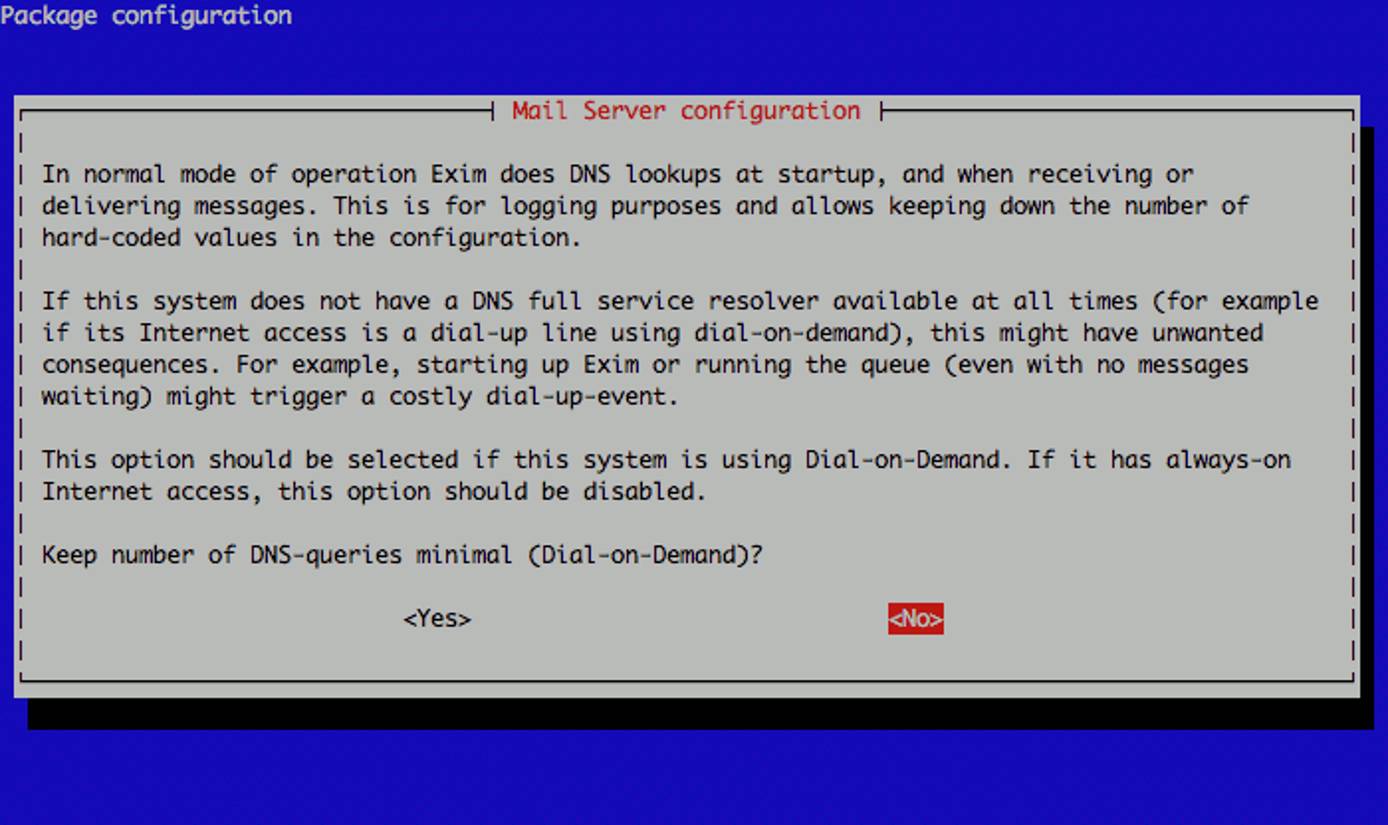 Package configuration
Mail Server configuration
In normal mode of operation Exim does DNS lookups at startup, and when receiving or
delivering messages. This is for logging purposes and allows keeping down the number of
hard-coded values in the configuration.
If this system does not have a DNS full service resolver available at all times (for example
if its Internet access is a dial-up line using dial-on-demand), this might have unwanted
consequences. For example, starting up Exim or running the queue (even with no messages
waiting) might trigger a costly dial-up-event.
This option should be selected if this system is using Dial-on-Demand. If it has always-on
Internet access, this option should be disabled.
Keep number of DNS-queries minimal (Dial-on-Demand)?
<Yes> <No>